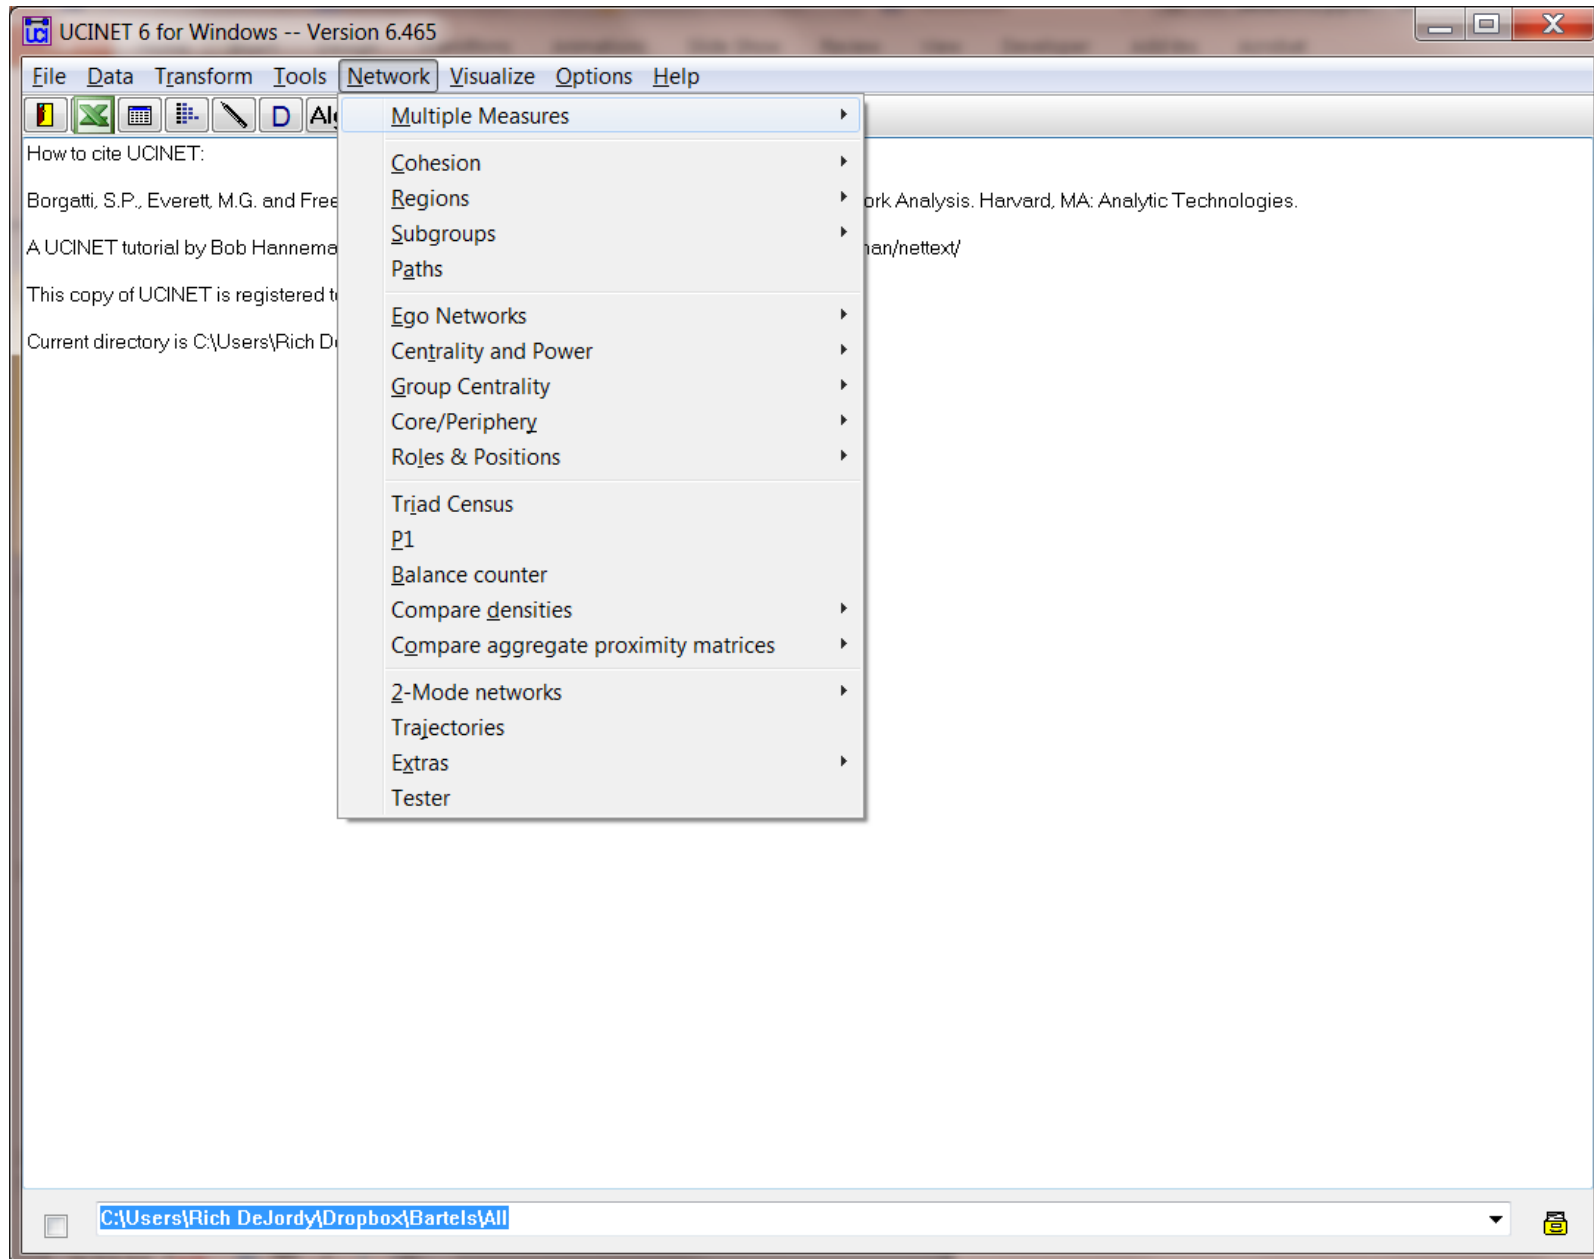 UCINET 6 for Windows -- Version 6.465
File Data Transform Tools Network Visualize Options Help
D Alg
How to cite UCINET:
Borgatti, S.P., Everett, M.G. and Free
ork Analysis. Harvard, MA: Analytic Technologies.
A UCINET tutorial by Bob Hannema
an/nettext/
This copy of UCINET is registered t
Current directory is C:\Users\Rich D
Multiple Measures
Cohesion
Regions
Subgroups
Paths
Ego Networks
Centrality and Power
Group Centrality
Core/Periphery
Roles & Positions
Triad Census
P1
Balance counter
Compare densities
Compare aggregate proximity matrices
2-Mode networks
Trajectories
Extras
Tester
C:\Users\Rich DeJordy\Dropbox\Bartels\All